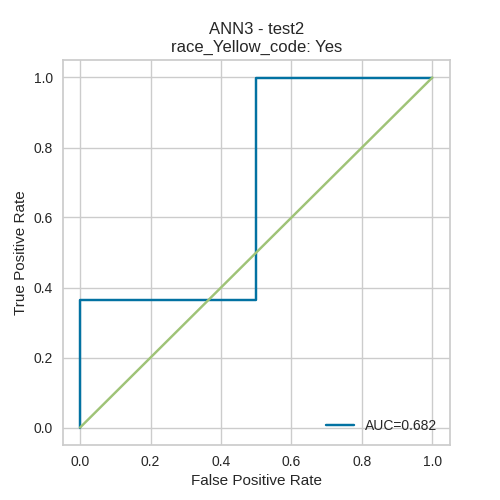 ANN3 - test2
race_Yellow_code: Yes
1.0
0.8
0.6
0.4
0.2
0.0
True Positive Rate
AUC=0.682
0.0 0.2 0.4 0.6 0.8 1.0
False Positive Rate